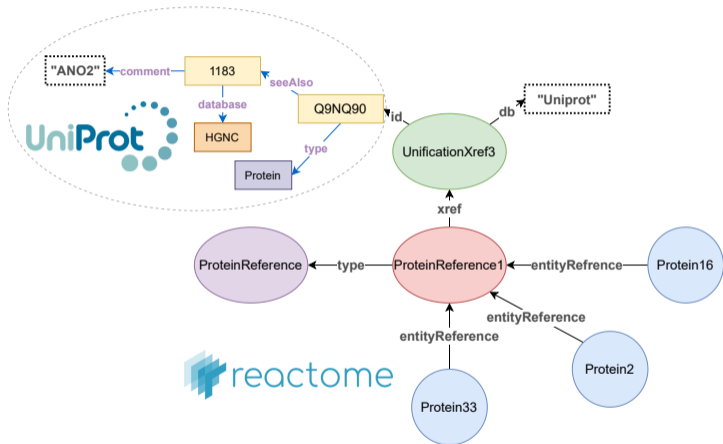 "ANO2"
comment
1183
seeAlso
database
HGNC
Q9NQ90
type
Protein
UniProt
id
db
"Uniprot"
UnificationXref3
xref
ProteinReference
type
ProteinReference1
entityRefrence
Protein16
entityReference
entityReference
Protein2
Protein33
reactome